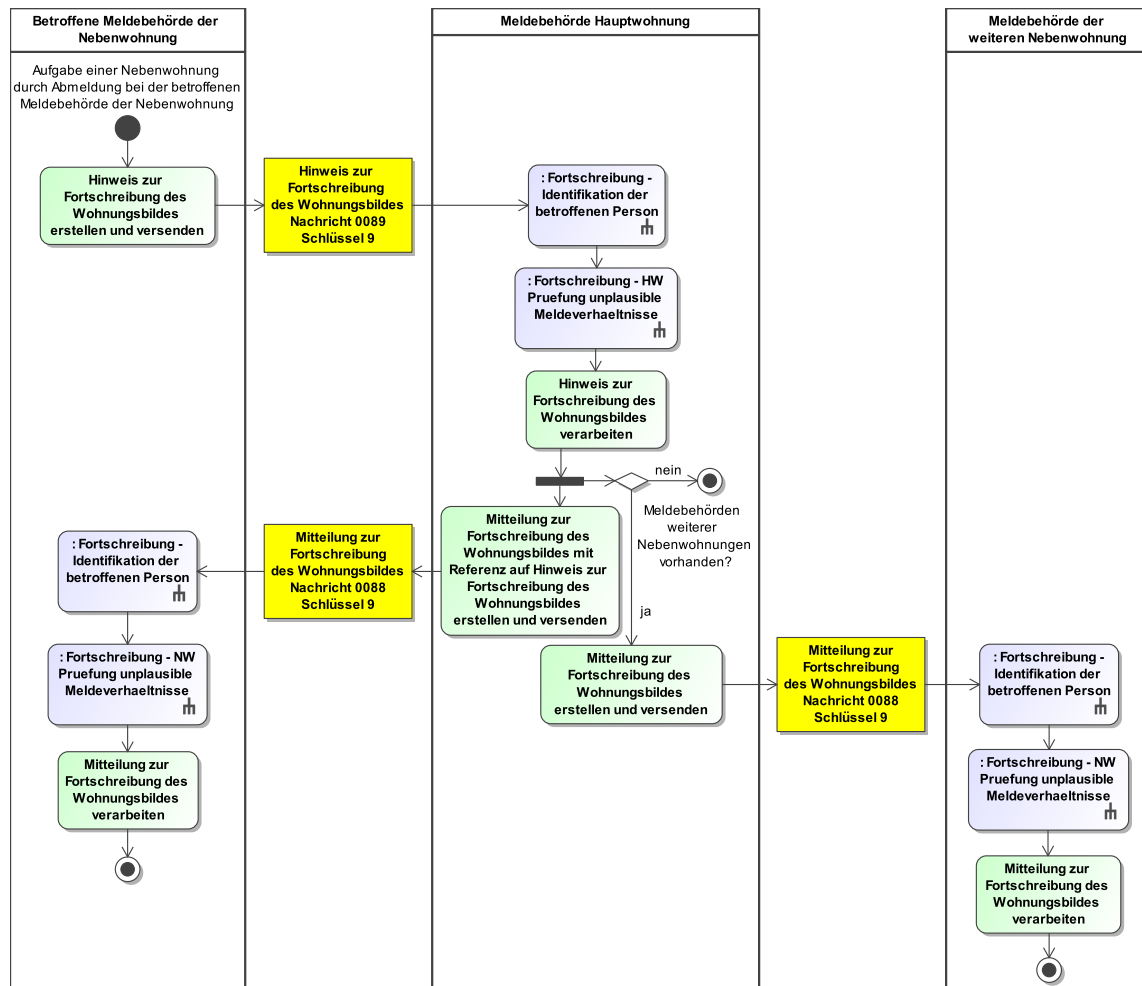 Betroffene Meldebehörde der
Nebenwohnung
Meldebehörde Hauptwohnung
Meldebehörde der
weiteren Nebenwohnung
Aufgabe einer Nebenwohnung
durch Abmeldung bei der betroffenen
Meldebehörde der Nebenwohnung
Hinweis zur
Fortschreibung des
Wohnungsbildes
erstellen und versenden
Hinweis zur
Fortschreibung
des Wohnungsbildes
Nachricht 0089
Schlüssel 9
: Fortschreibung -
Identifikation der
betroffenen Person
: Fortschreibung - HW
Pruefung unplausible
Meldeverhaeltnisse
Hinweis zur
Fortschreibung des
Wohnungsbildes
verarbeiten
nein
Meldebehörden
weiterer
Nebenwohnungen
vorhanden?
ja
Mitteilung zur
Fortschreibung des
Wohnungsbildes mit
Referenz auf Hinweis zur
Fortschreibung des
Wohnungsbildes
erstellen und versenden
Mitteilung zur
Fortschreibung
des Wohnungsbildes
Nachricht 0088
Schlüssel 9
: Fortschreibung -
Identifikation der
betroffenen Person
: Fortschreibung - NW
Pruefung unplausible
Meldeverhaeltnisse
Mitteilung zur
Fortschreibung des
Wohnungsbildes
verarbeiten
Mitteilung zur
Fortschreibung des
Wohnungsbildes
erstellen und versenden
Mitteilung zur
Fortschreibung
des Wohnungsbildes
Nachricht 0088
Schlüssel 9
: Fortschreibung -
Identifikation der
betroffenen Person
: Fortschreibung - NW
Pruefung unplausible
Meldeverhaeltnisse
Mitteilung zur
Fortschreibung des
Wohnungsbildes
verarbeiten